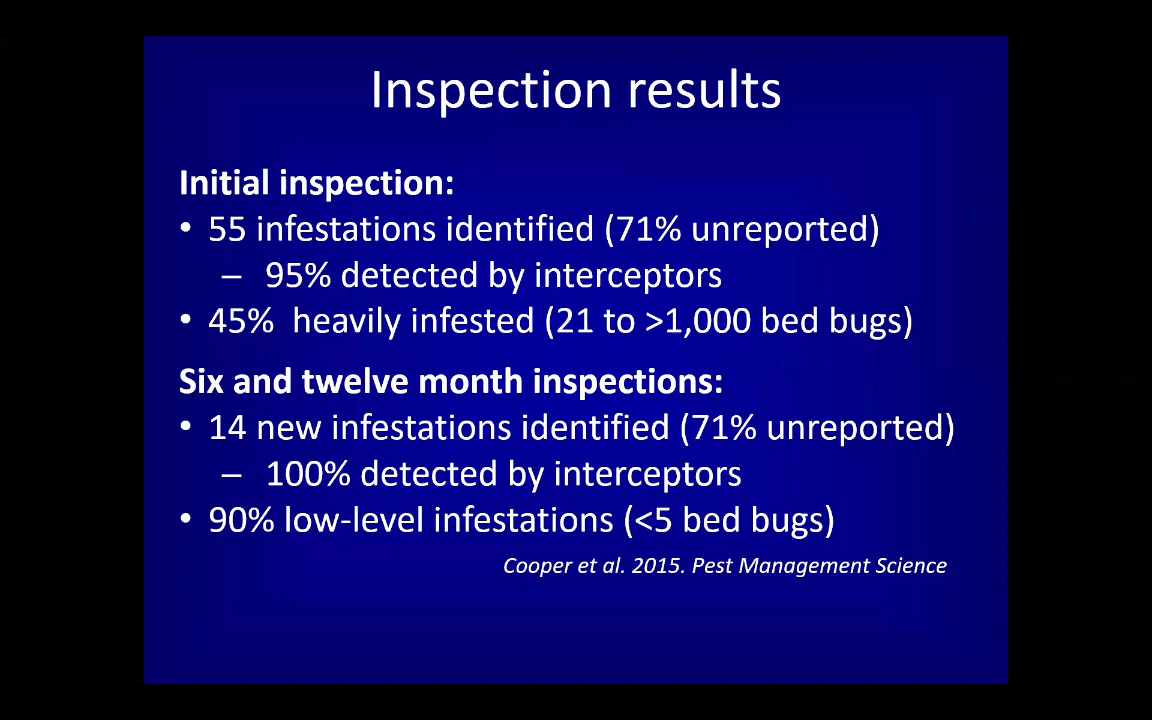 Inspection results
Initial inspection:
• 55 infestations identified (71% unreported)
– 95% detected by interceptors
• 45% heavily infested (21 to >1,000 bed bugs)
Six and twelve month inspections:
• 14 new infestations identified (71% unreported)
– 100% detected by interceptors
• 90% low-level infestations (<5 bed bugs)
Cooper et al. 2015. Pest Management Science